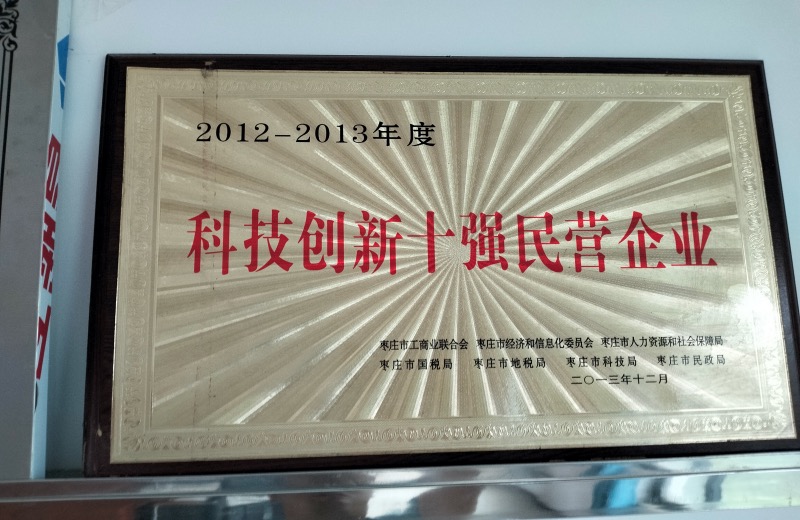 2012-2013年度
科技创新十强民营企业
枣庄市工商业联合会 枣庄市经济和信息化委员会 枣庄市人力资源和社会保障局
枣庄市国税局 枣庄市地税局 枣庄市科技局 枣庄市民政局
二〇一三年十二月